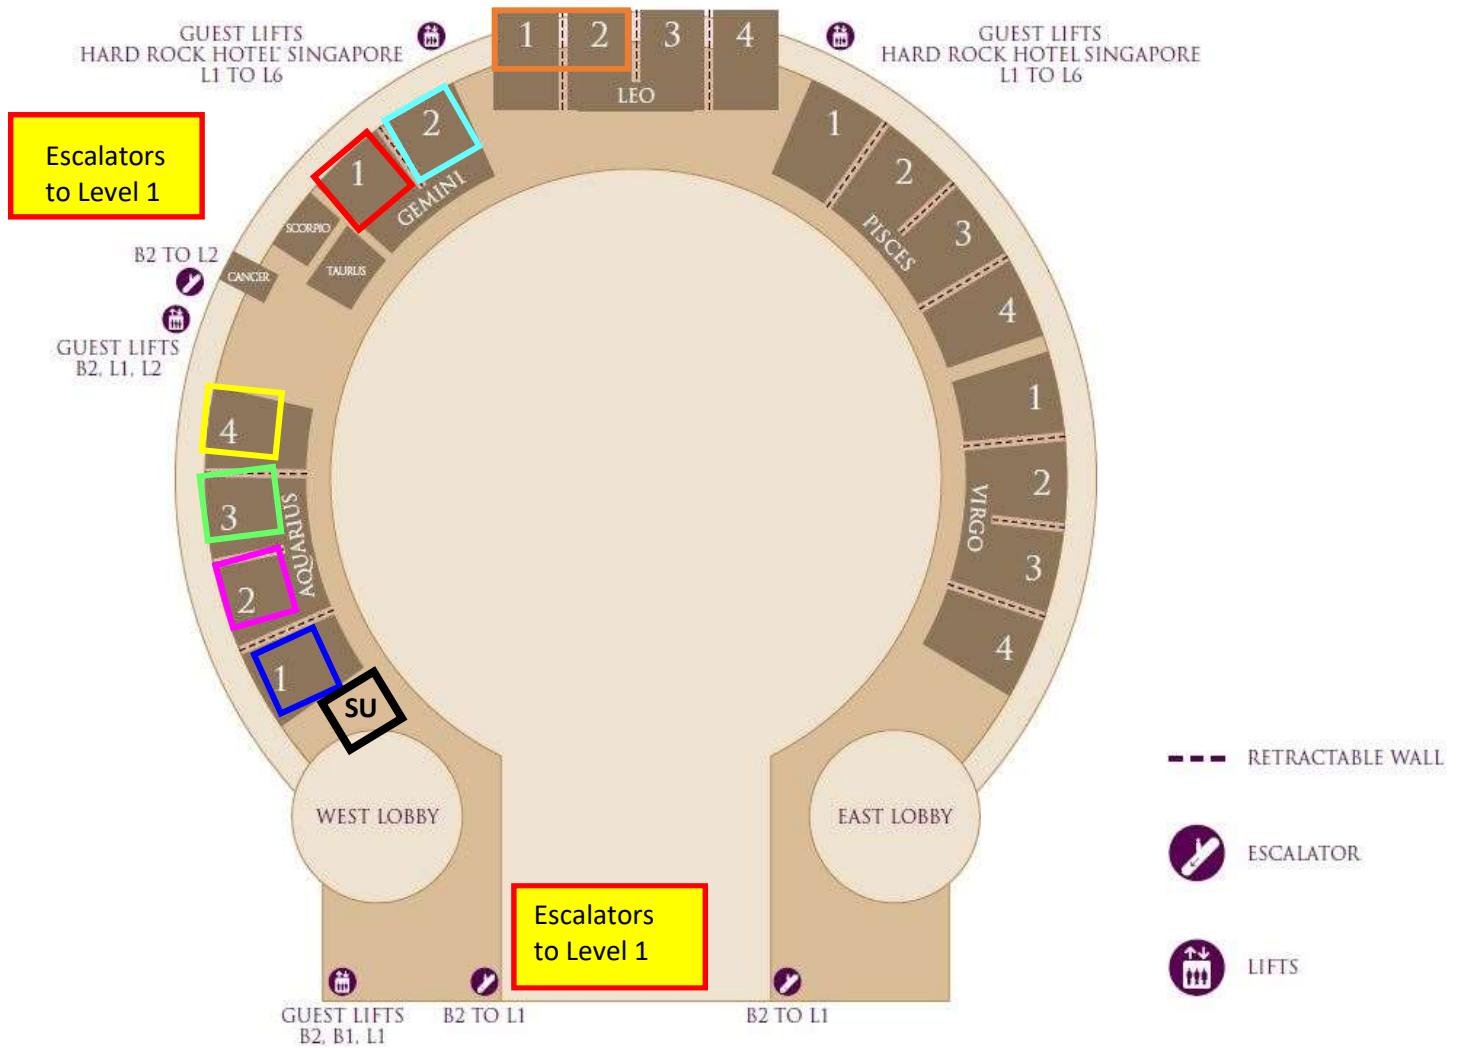 GUEST LIFTS
HARD ROCK HOTEL® SINGAPORE
L1 TO L6
1
2
3
4
LEO
GUEST LIFTS
HARD ROCK HOTEL SINGAPORE
L1 TO L6
Escalators
to Level 1
2
1
GEMINI
SCORPIO
TAURUS
CANCER
B2 TO L2
GUEST LIFTS
B2, L1, L2
1
2
3
4
PISCES
4
3
2
1
AQUARIUS
1
2
3
4
VIRGO
SU
WEST LOBBY
EAST LOBBY
Escalators
to Level 1
GUEST LIFTS
B2, B1, L1
B2 TO L1
B2 TO L1
RETRACTABLE WALL
ESCALATOR
LIFTS